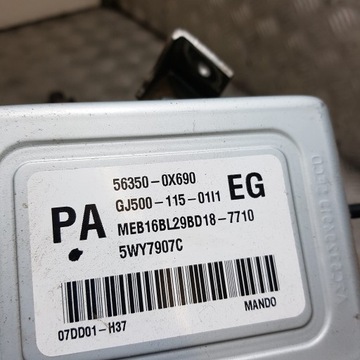 56350-0X690
PA GJ500-115-01I1 EG
MEB16BL29BD18-7710
5WY7907C
07DD01-H37 MANDO